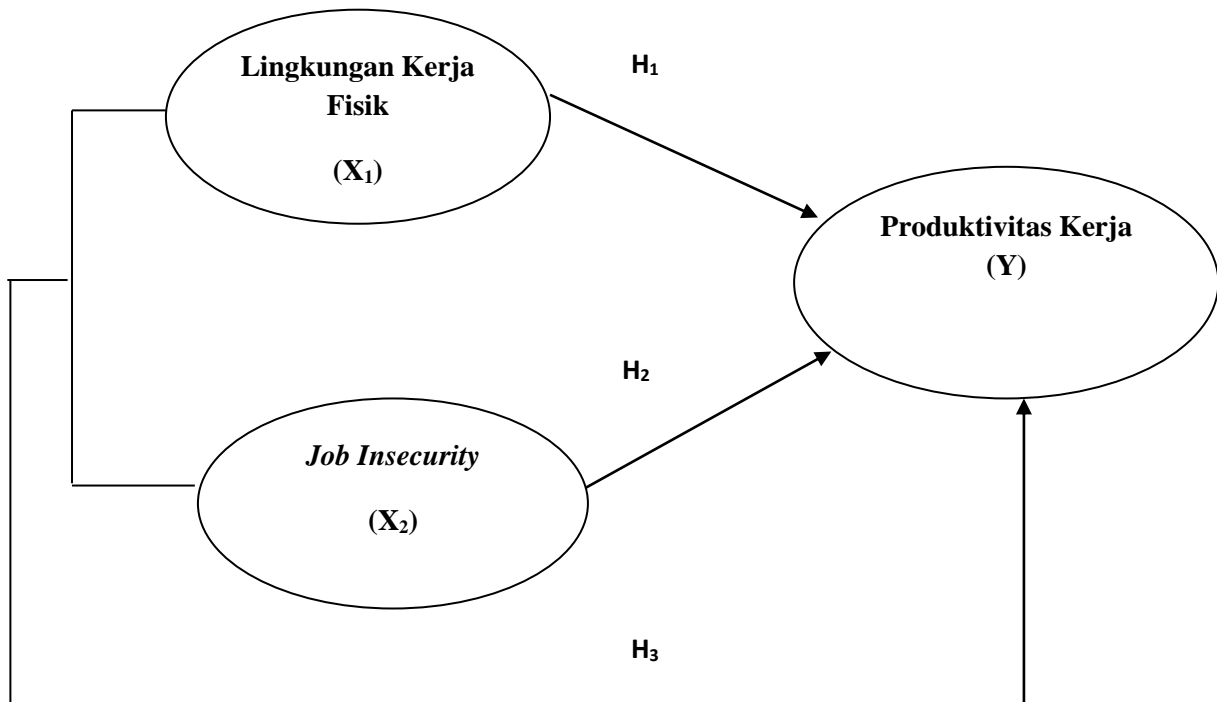 Lingkungan Kerja
Fisik
(X₁)
H₁
Produktivitas Kerja
(Y)
H₂
Job Insecurity
(X₂)
H₃